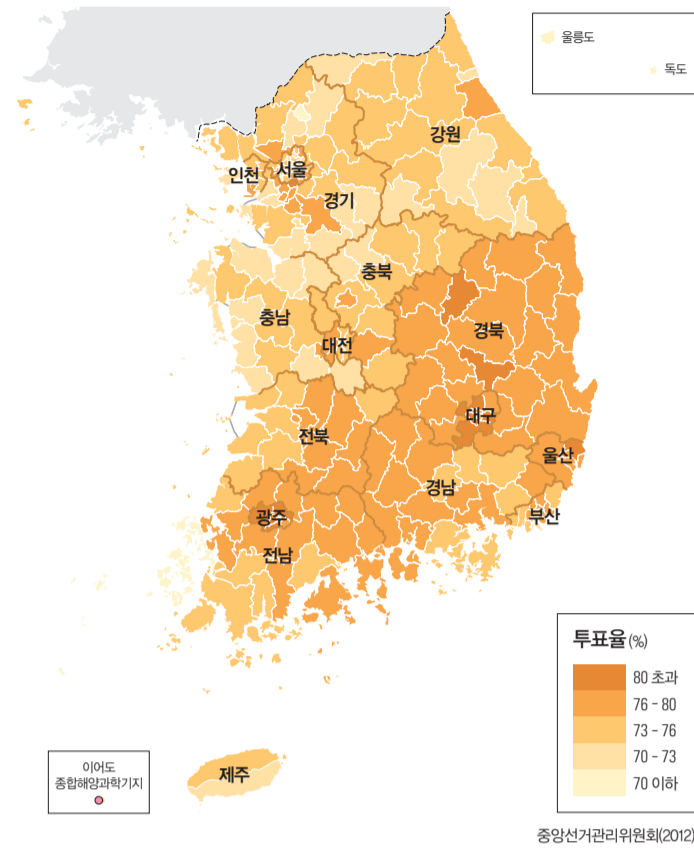 울릉도
독도
강원
인천
서울
경기
충북
충남
경북
대전
대구
전북
울산
경남
부산
광주
전남
투표율 (%)
80 초과
76 - 80
73 - 76
70 - 73
70 이하
이어도
종합해양과학기지
제주
중앙선거관리위원회(2012)